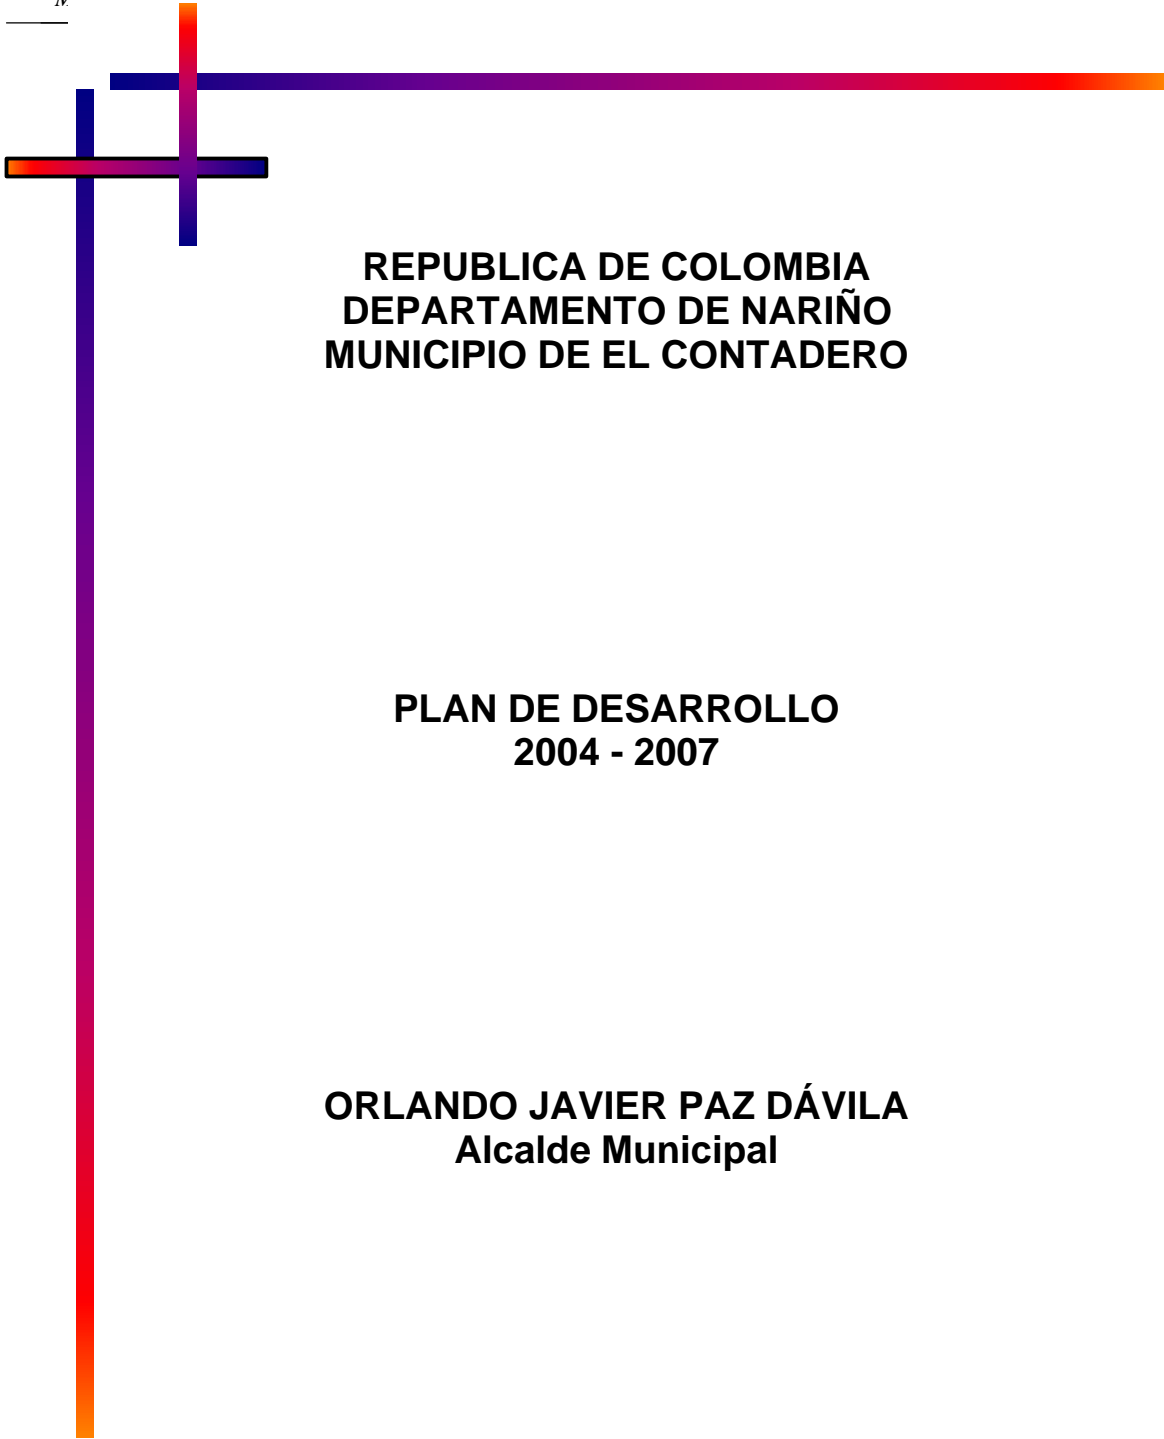 REPUBLICA DE COLOMBIA
DEPARTAMENTO DE NARIÑO
MUNICIPIO DE EL CONTADERO
PLAN DE DESARROLLO
2004 - 2007
ORLANDO JAVIER PAZ DÁVILA
Alcalde Municipal